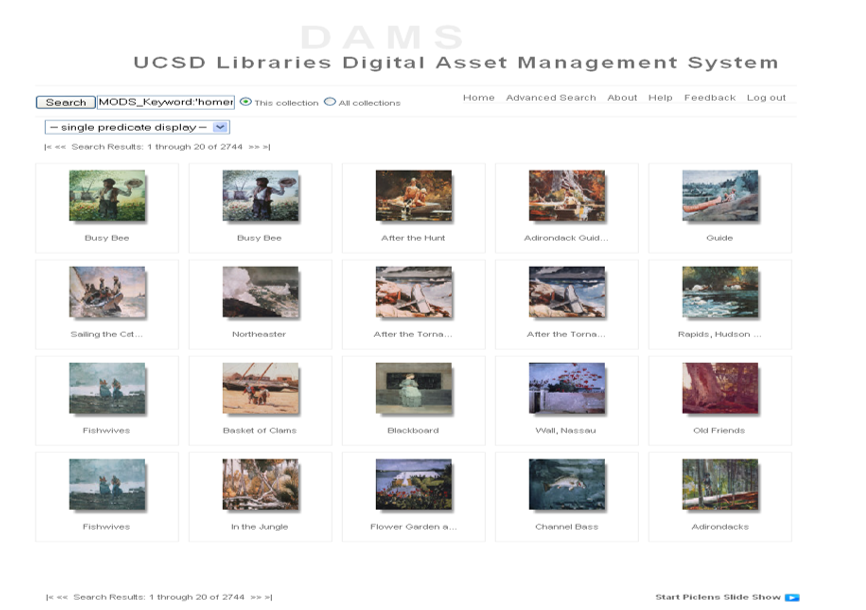 DAMS
UCSD Libraries Digital Asset Management System
Search MODS_Keyword:'homer This collection All collections Home Advanced Search About Help Feedback Log out
-- single predicate display --
|< << Search Results: 1 through 20 of 2744 >> >|
Busy Bee Busy Bee After the Hunt Adirondack Guid... Guide
Sailing the Cat... Northeaster After the Torna... After the Torna... Rapids, Hudson ...
Fishwives Basket of Clams Blackboard Wall, Nassau Old Friends
Fishwives In the Jungle Flower Garden a... Channel Bass Adirondacks
|< << Search Results: 1 through 20 of 2744 >> >| Start Piclens Slide Show